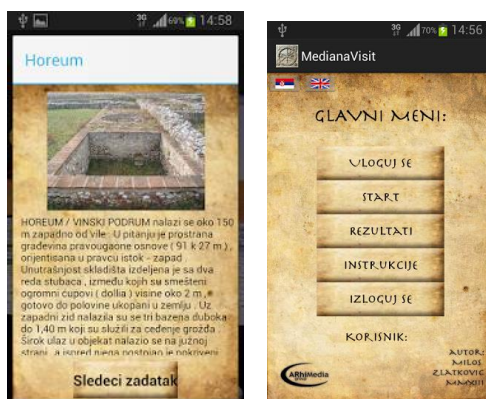 3G 69% 14:58
Horeum
HOREUM / VINSKI PODRUM nalazi se oko 150
m zapadno od vile . U pitanju je prostrana
građevina pravougaone osnove ( 91 k 27 m ) ,
orijentisana u pravcu istok - zapad .
Unutrašnjost skladišta izdeljena je sa dva
reda stubaca , između kojih su smešteni
ogromni ćupovi ( dollia ) visine oko 2 m ,
gotovo do polovine ukopani u zemlju . Uz
zapadni zid nalazila su se tri bazena duboka
do 1,40 m koji su služili za ceđenje grožđa .
Širok ulaz u objekat nalazio se na južnoj
strani , a ispred njega postojao je pokriveni
Sledeci zadatak
3G 70% 14:56
MedianaVisit
GLAVNI MENI:
ULOGUJ SE
START
REZULTATI
INSTRUKCIJE
IZLOGUJ SE
KORISNIK:
AUTOR:
MILOS
ZLATKOVIC
MMXIII
ARhiMedia